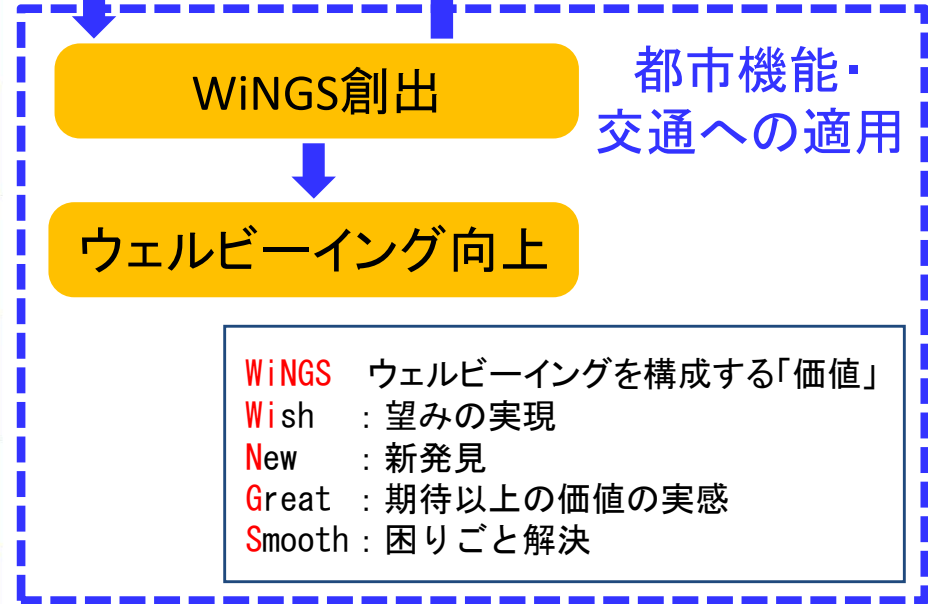 WiNGS創出
都市機能・
交通への適用
ウェルビーイング向上
WiNGS ウェルビーイングを構成する「価値」
Wish :望みの実現
New :新発見
Great :期待以上の価値の実感
Smooth:困りごと解決